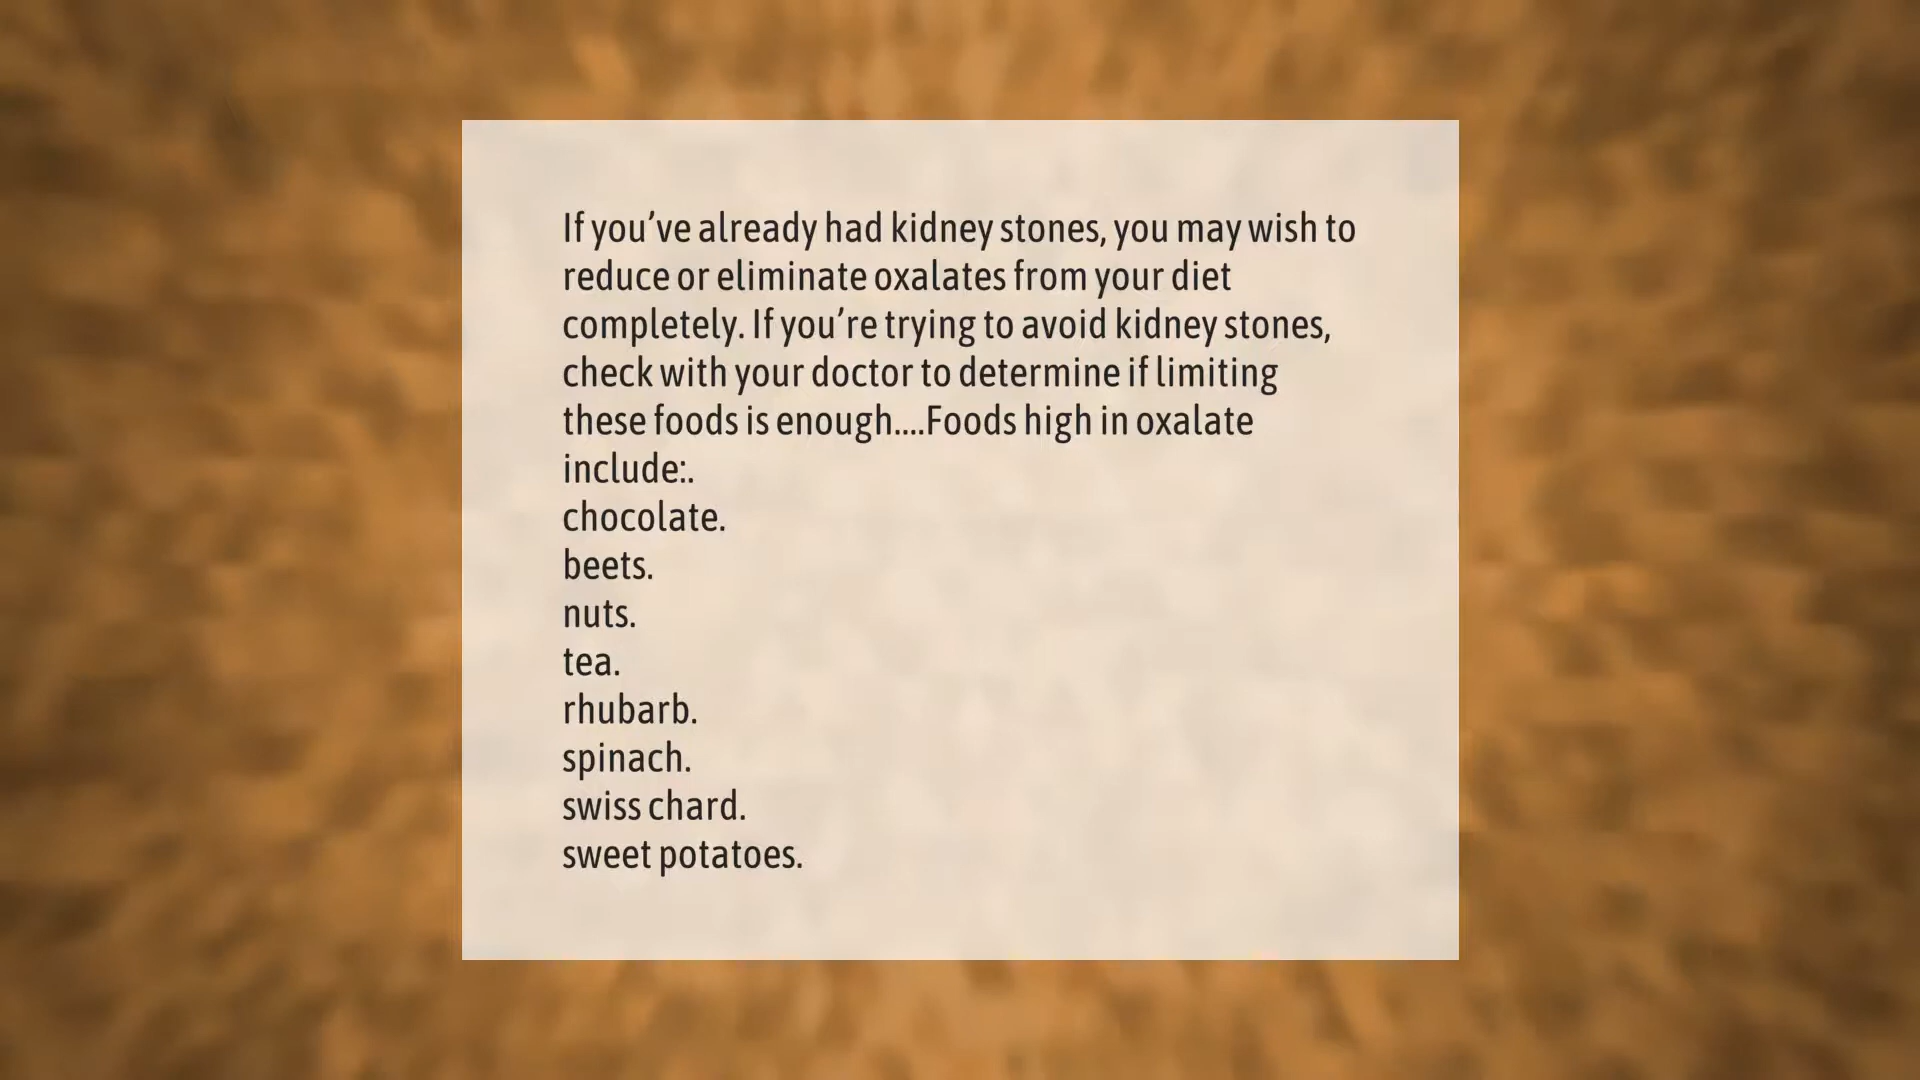 If you’ve already had kidney stones, you may wish to
reduce or eliminate oxalates from your diet
completely. If you’re trying to avoid kidney stones,
check with your doctor to determine if limiting
these foods is enough....Foods high in oxalate
include:.
chocolate.
beets.
nuts.
tea.
rhubarb.
spinach.
swiss chard.
sweet potatoes.